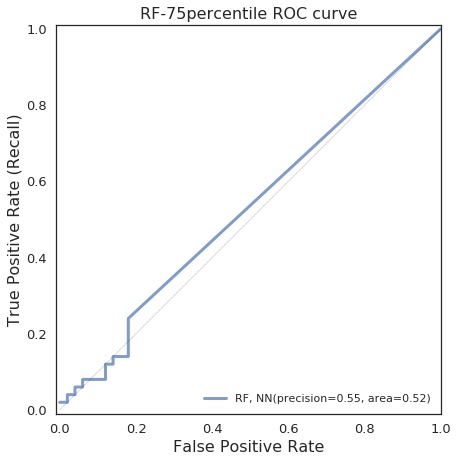 RF-75percentile ROC curve
1.0
0.8
0.6
0.4
0.2
0.0
True Positive Rate (Recall)
RF, NN(precision=0.55, area=0.52)
0.0 0.2 0.4 0.6 0.8 1.0
False Positive Rate